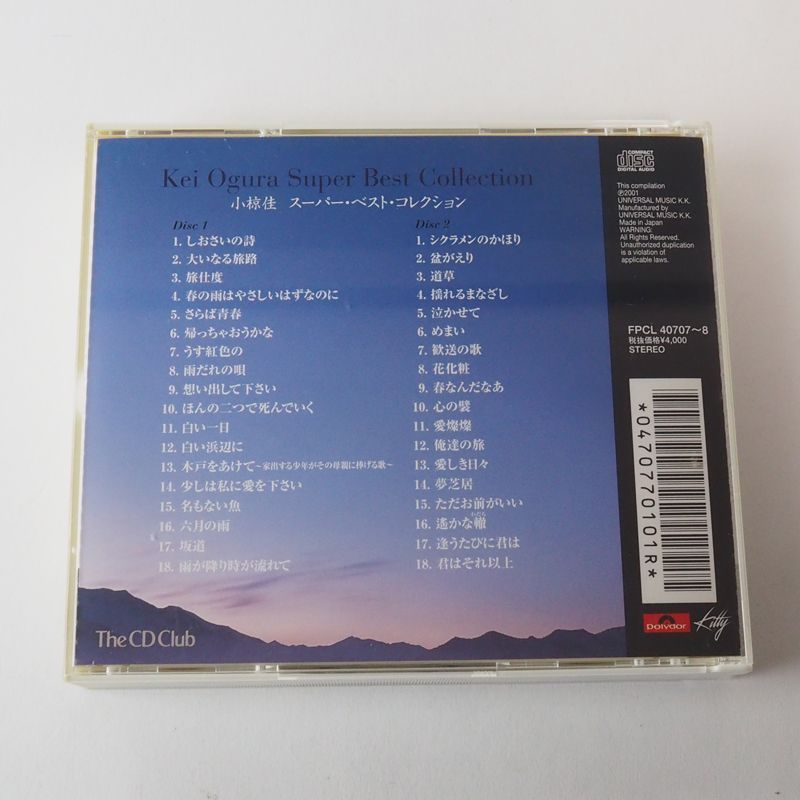 Kei Ogura Super Best Collection
小椋佳 スーパー・ベスト・コレクション
Disc 1
1. しおさいの詩
2. 大いなる旅路
3. 旅仕度
4. 春の雨はやさしいはずなのに
5. さらば青春
6. 帰っちゃおうかな
7. うす紅色の
8. 雨だれの唄
9. 想い出して下さい
10. ほんの二つで死んでいく
11. 白い一日
12. 白い浜辺に
13. 木戸をあけて～家出する少年がその母親に捧げる歌～
14. 少しは私に愛を下さい
15. 名もない魚
16. 六月の雨
17. 坂道
18. 雨が降り時が流れて
Disc 2
1. シクラメンのかほり
2. 盆がえり
3. 道草
4. 揺れるまなざし
5. 泣かせて
6. めまい
7. 歓送の歌
8. 花化粧
9. 春なんだなあ
10. 心の襞
11. 愛燦燦
12. 俺達の旅
13. 愛しき日々
14. 夢芝居
15. ただお前がいい
16. 遙かな轍
17. 逢うたびに君は
18. 君はそれ以上
The CD Club
COMPACT
disc
DIGITAL AUDIO
This compilation
℗2001
UNIVERSAL MUSIC K.K.
Manufactured by
UNIVERSAL MUSIC K.K.
Made in Japan
WARNING:
All Rights Reserved.
Unauthorized duplication
is a violation of
applicable laws.
FPCL 40707～8
税抜価格¥4,000
STEREO
*0470770101R*
polydor
Kitty